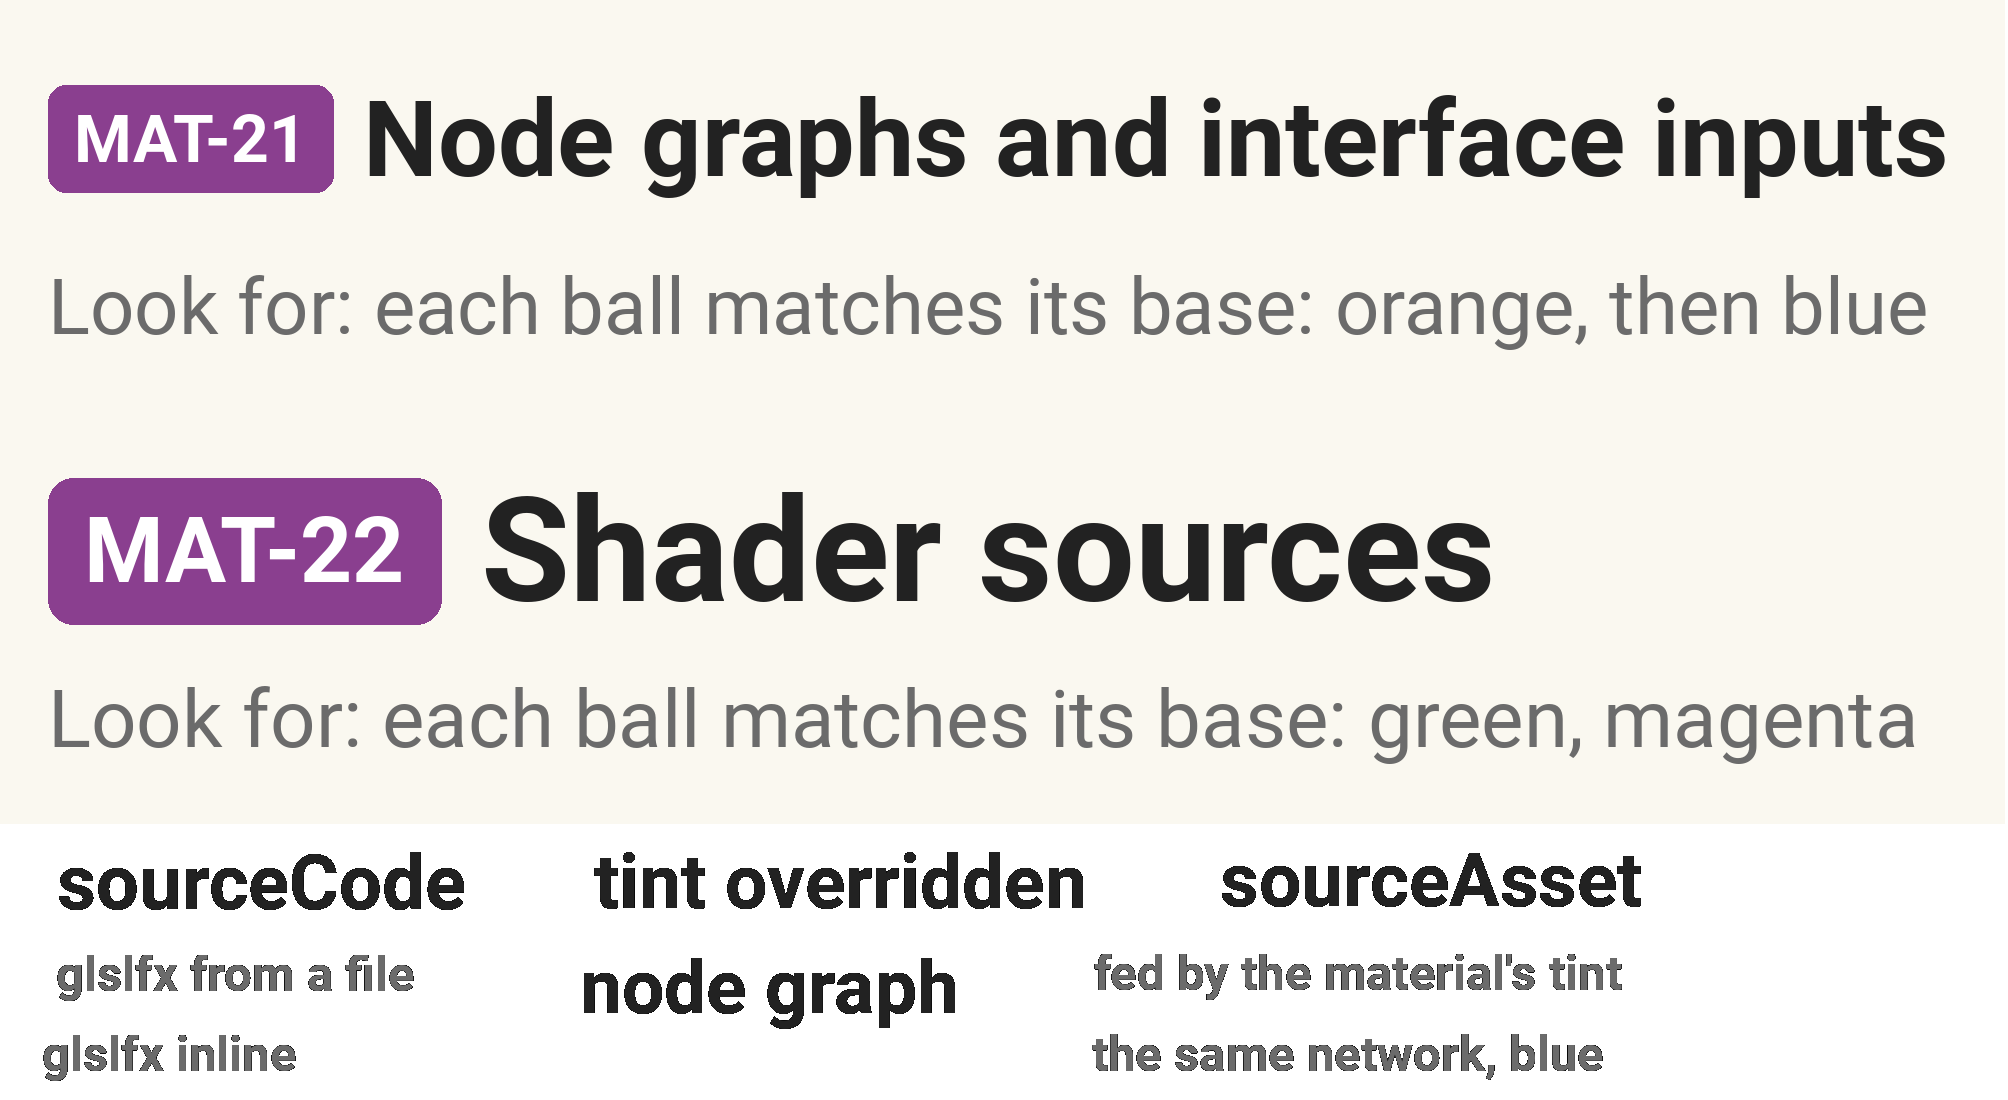 MAT-21 Node graphs and interface inputs
Look for: each ball matches its base: orange, then blue
MAT-22 Shader sources
Look for: each ball matches its base: green, magenta
sourceCode tint overridden sourceAsset
glslfx from a file node graph fed by the material's tint
glslfx inline the same network, blue